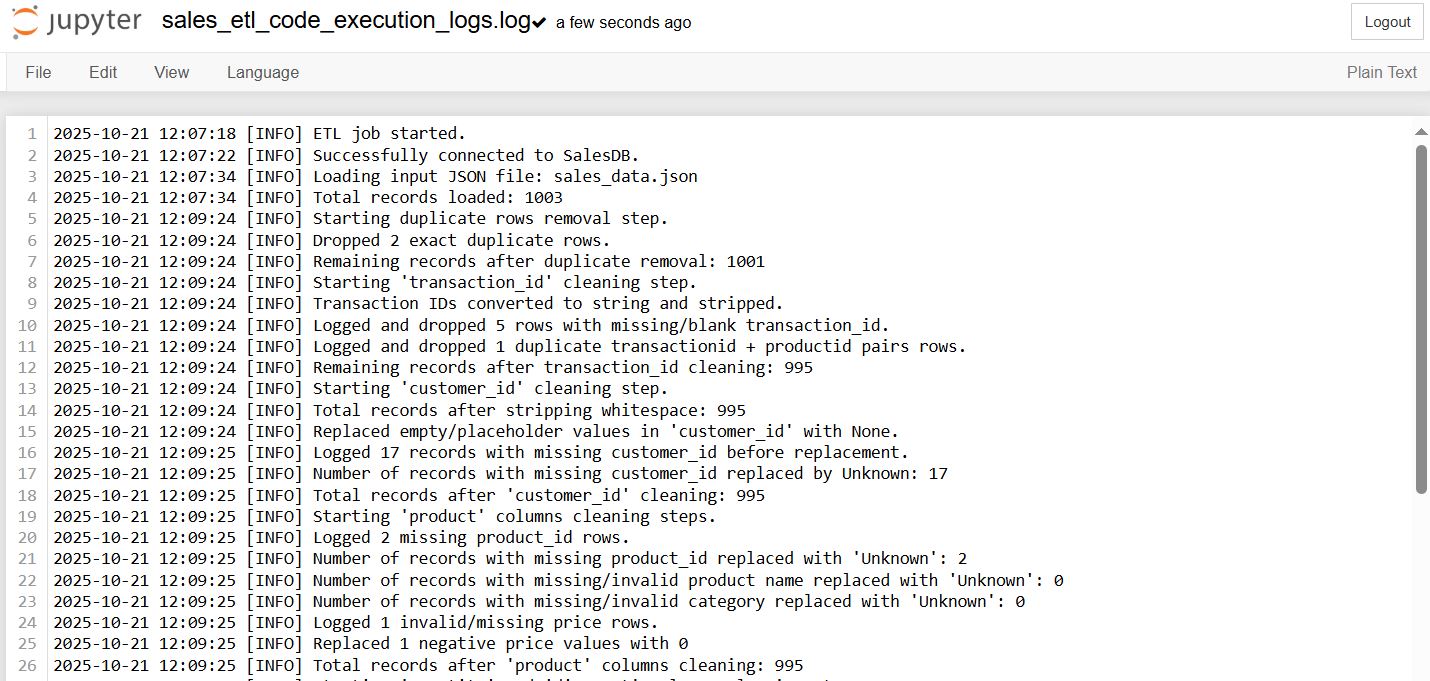 jupyter sales_etl_code_execution_logs.log✔ a few seconds ago Logout
File Edit View Language Plain Text
1 2025-10-21 12:07:18 [INFO] ETL job started.
2 2025-10-21 12:07:22 [INFO] Successfully connected to SalesDB.
3 2025-10-21 12:07:34 [INFO] Loading input JSON file: sales_data.json
4 2025-10-21 12:07:34 [INFO] Total records loaded: 1003
5 2025-10-21 12:09:24 [INFO] Starting duplicate rows removal step.
6 2025-10-21 12:09:24 [INFO] Dropped 2 exact duplicate rows.
7 2025-10-21 12:09:24 [INFO] Remaining records after duplicate removal: 1001
8 2025-10-21 12:09:24 [INFO] Starting 'transaction_id' cleaning step.
9 2025-10-21 12:09:24 [INFO] Transaction IDs converted to string and stripped.
10 2025-10-21 12:09:24 [INFO] Logged and dropped 5 rows with missing/blank transaction_id.
11 2025-10-21 12:09:24 [INFO] Logged and dropped 1 duplicate transactionid + productid pairs rows.
12 2025-10-21 12:09:24 [INFO] Remaining records after transaction_id cleaning: 995
13 2025-10-21 12:09:24 [INFO] Starting 'customer_id' cleaning step.
14 2025-10-21 12:09:24 [INFO] Total records after stripping whitespace: 995
15 2025-10-21 12:09:24 [INFO] Replaced empty/placeholder values in 'customer_id' with None.
16 2025-10-21 12:09:25 [INFO] Logged 17 records with missing customer_id before replacement.
17 2025-10-21 12:09:25 [INFO] Number of records with missing customer_id replaced by Unknown: 17
18 2025-10-21 12:09:25 [INFO] Total records after 'customer_id' cleaning: 995
19 2025-10-21 12:09:25 [INFO] Starting 'product' columns cleaning steps.
20 2025-10-21 12:09:25 [INFO] Logged 2 missing product_id rows.
21 2025-10-21 12:09:25 [INFO] Number of records with missing product_id replaced with 'Unknown': 2
22 2025-10-21 12:09:25 [INFO] Number of records with missing/invalid product name replaced with 'Unknown': 0
23 2025-10-21 12:09:25 [INFO] Number of records with missing/invalid category replaced with 'Unknown': 0
24 2025-10-21 12:09:25 [INFO] Logged 1 invalid/missing price rows.
25 2025-10-21 12:09:25 [INFO] Replaced 1 negative price values with 0
26 2025-10-21 12:09:25 [INFO] Total records after 'product' columns cleaning: 995